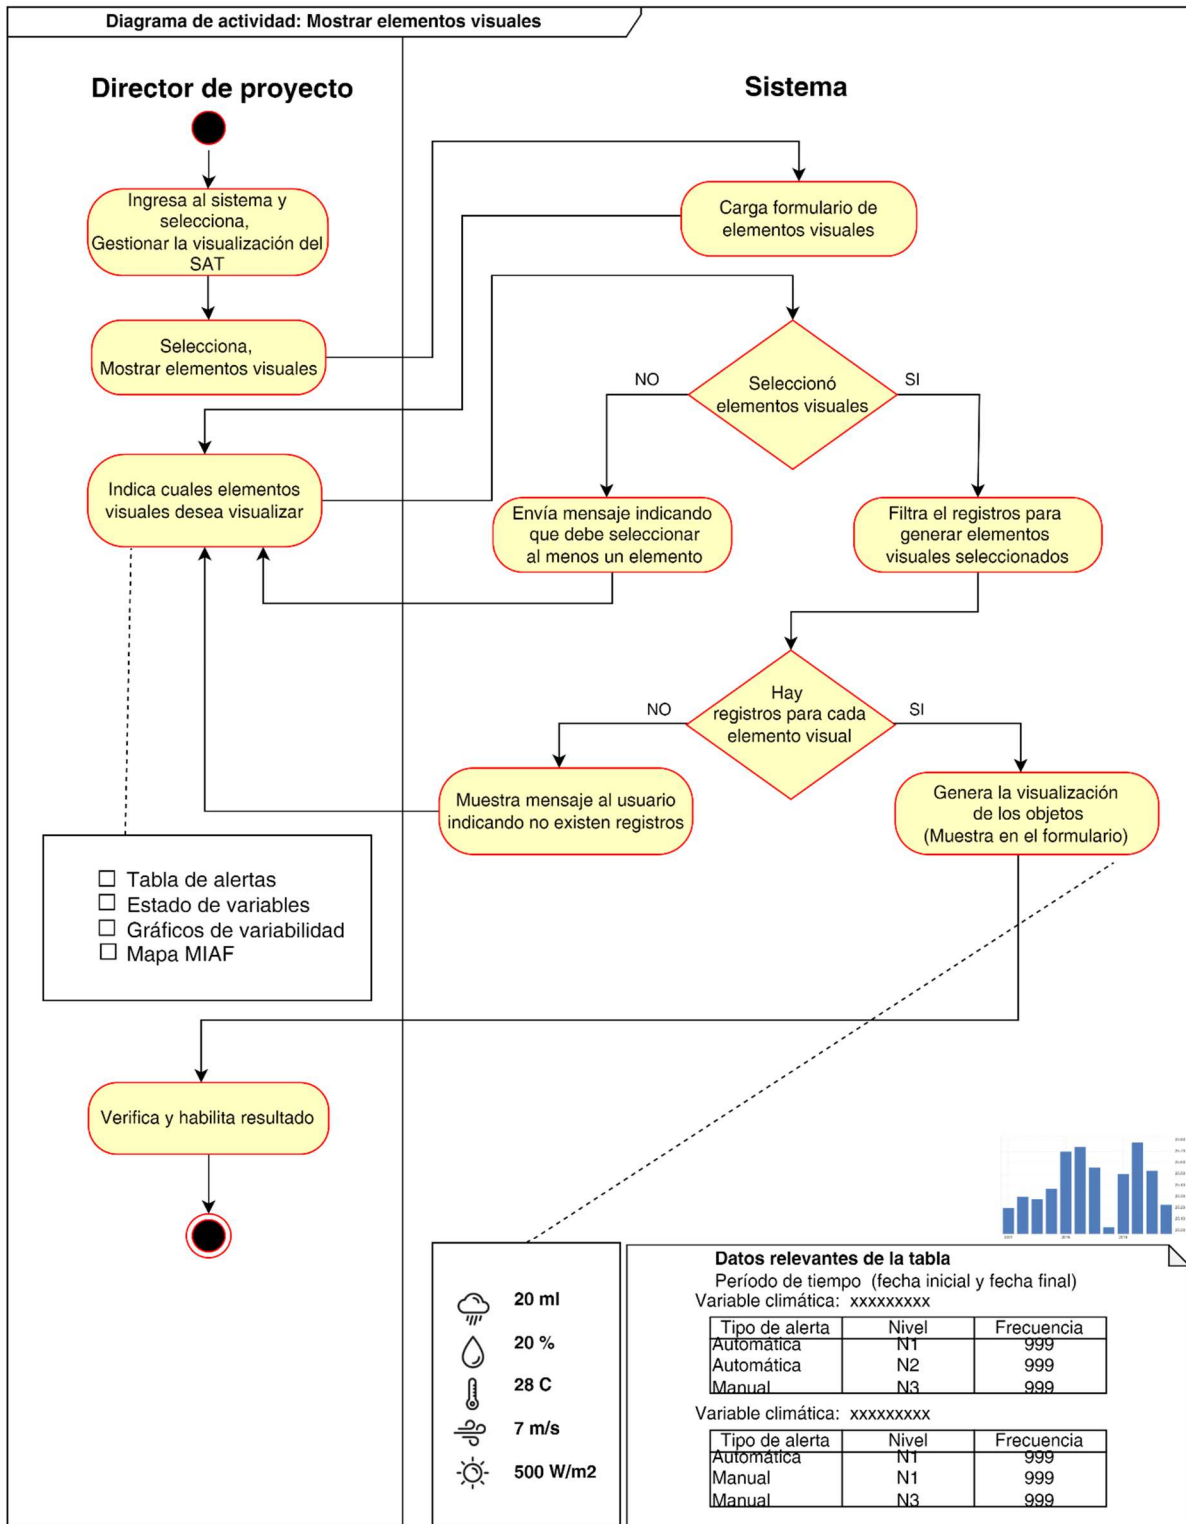 Diagrama de actividad: Mostrar elementos visuales
Director de proyecto
Sistema
Ingresa al sistema y
selecciona,
Gestionar la visualización del
SAT
Carga formulario de
elementos visuales
Selecciona,
Mostrar elementos visuales
NO
Seleccionó
elementos visuales
SI
Indica cuales elementos
visuales desea visualizar
Envía mensaje indicando
que debe seleccionar
al menos un elemento
Filtra el registros para
generar elementos
visuales seleccionados
NO
Hay
registros para cada
elemento visual
SI
Muestra mensaje al usuario
indicando no existen registros
Genera la visualización
de los objetos
(Muestra en el formulario)
Tabla de alertas
Estado de variables
Gráficos de variabilidad
Mapa MIAF
Verifica y habilita resultado
20 ml
20 %
28 C
7 m/s
500 W/m2
Datos relevantes de la tabla
Período de tiempo (fecha inicial y fecha final)
Variable climática: xxxxxxxxx
Tipo de alerta Nivel Frecuencia
Automática N1 999
Automática N2 999
Manual N3 999
Variable climática: xxxxxxxxx
Tipo de alerta Nivel Frecuencia
Automática N1 999
Manual N1 999
Manual N3 999